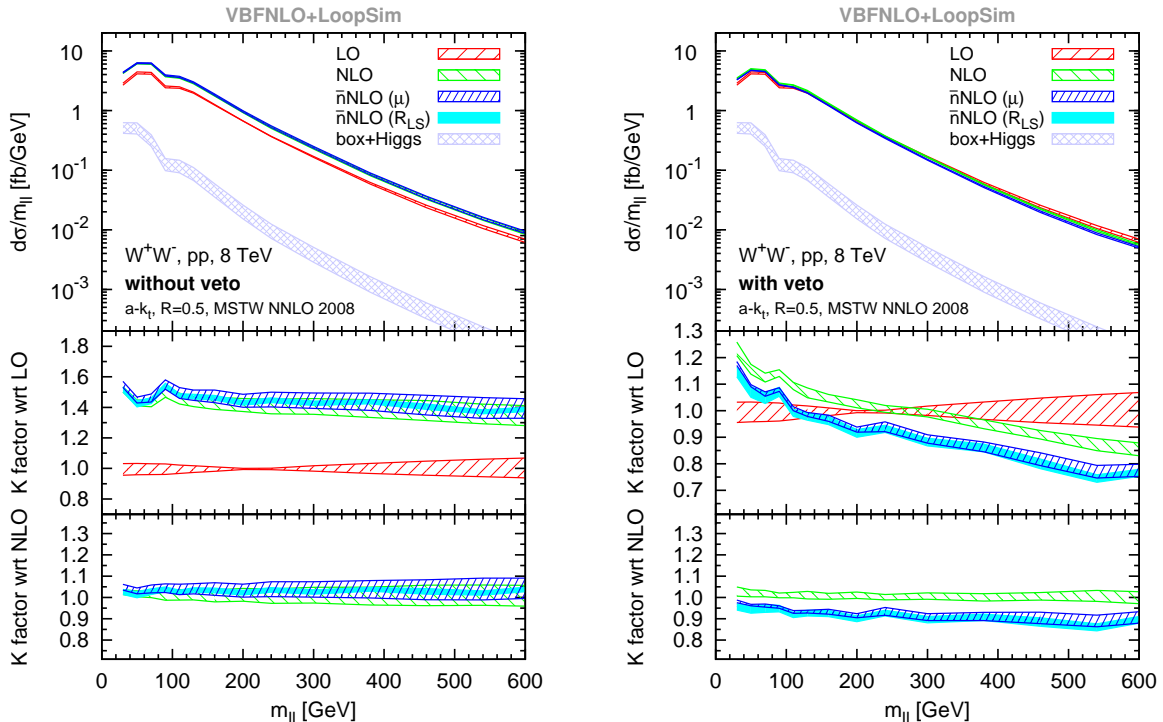 VBFNLO+LoopSim
dσ/m_ll [fb/GeV]
10
1
10^-1
10^-2
10^-3
LO
NLO
n̄NLO (μ)
n̄NLO (R_LS)
box+Higgs
W^+W^-, pp, 8 TeV
without veto
a-k_t, R=0.5, MSTW NNLO 2008
K factor wrt LO
1.8
1.6
1.4
1.2
1.0
0.8
K factor wrt NLO
1.3
1.2
1.1
1.0
0.9
0.8
0 100 200 300 400 500 600
m_ll [GeV]
VBFNLO+LoopSim
dσ/m_ll [fb/GeV]
10
1
10^-1
10^-2
10^-3
LO
NLO
n̄NLO (μ)
n̄NLO (R_LS)
box+Higgs
W^+W^-, pp, 8 TeV
with veto
a-k_t, R=0.5, MSTW NNLO 2008
K factor wrt LO
1.3
1.2
1.1
1.0
0.9
0.8
0.7
K factor wrt NLO
1.3
1.2
1.1
1.0
0.9
0.8
0 100 200 300 400 500 600
m_ll [GeV]